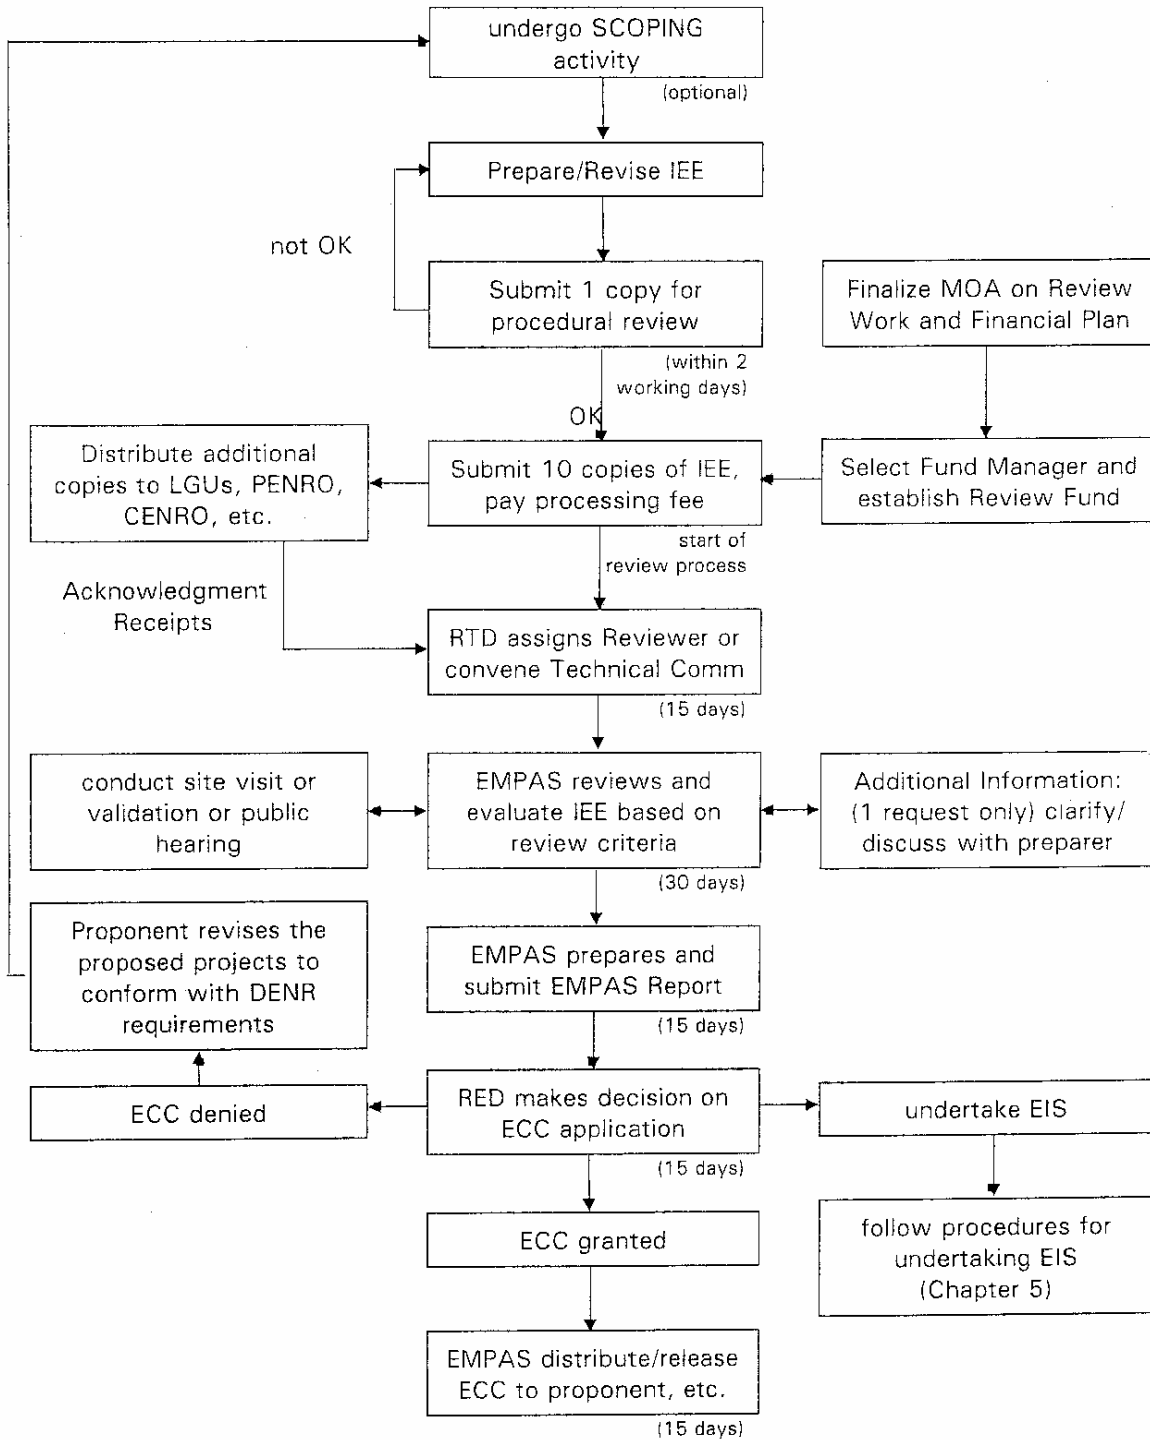 undergo SCOPING
activity
(optional)
Prepare/Revise IEE
not OK
Submit 1 copy for
procedural review
(within 2
working days)
Finalize MOA on Review
Work and Financial Plan
OK
Distribute additional
copies to LGUs, PENRO,
CENRO, etc.
Submit 10 copies of IEE,
pay processing fee
Select Fund Manager and
establish Review Fund
start of
review process
Acknowledgment
Receipts
RTD assigns Reviewer or
convene Technical Comm
(15 days)
conduct site visit or
validation or public
hearing
EMPAS reviews and
evaluate IEE based on
review criteria
(30 days)
Additional Information:
(1 request only) clarify/
discuss with preparer
Proponent revises the
proposed projects to
conform with DENR
requirements
EMPAS prepares and
submit EMPAS Report
(15 days)
ECC denied
RED makes decision on
ECC application
(15 days)
undertake EIS
ECC granted
follow procedures for
undertaking EIS
(Chapter 5)
EMPAS distribute/release
ECC to proponent, etc.
(15 days)